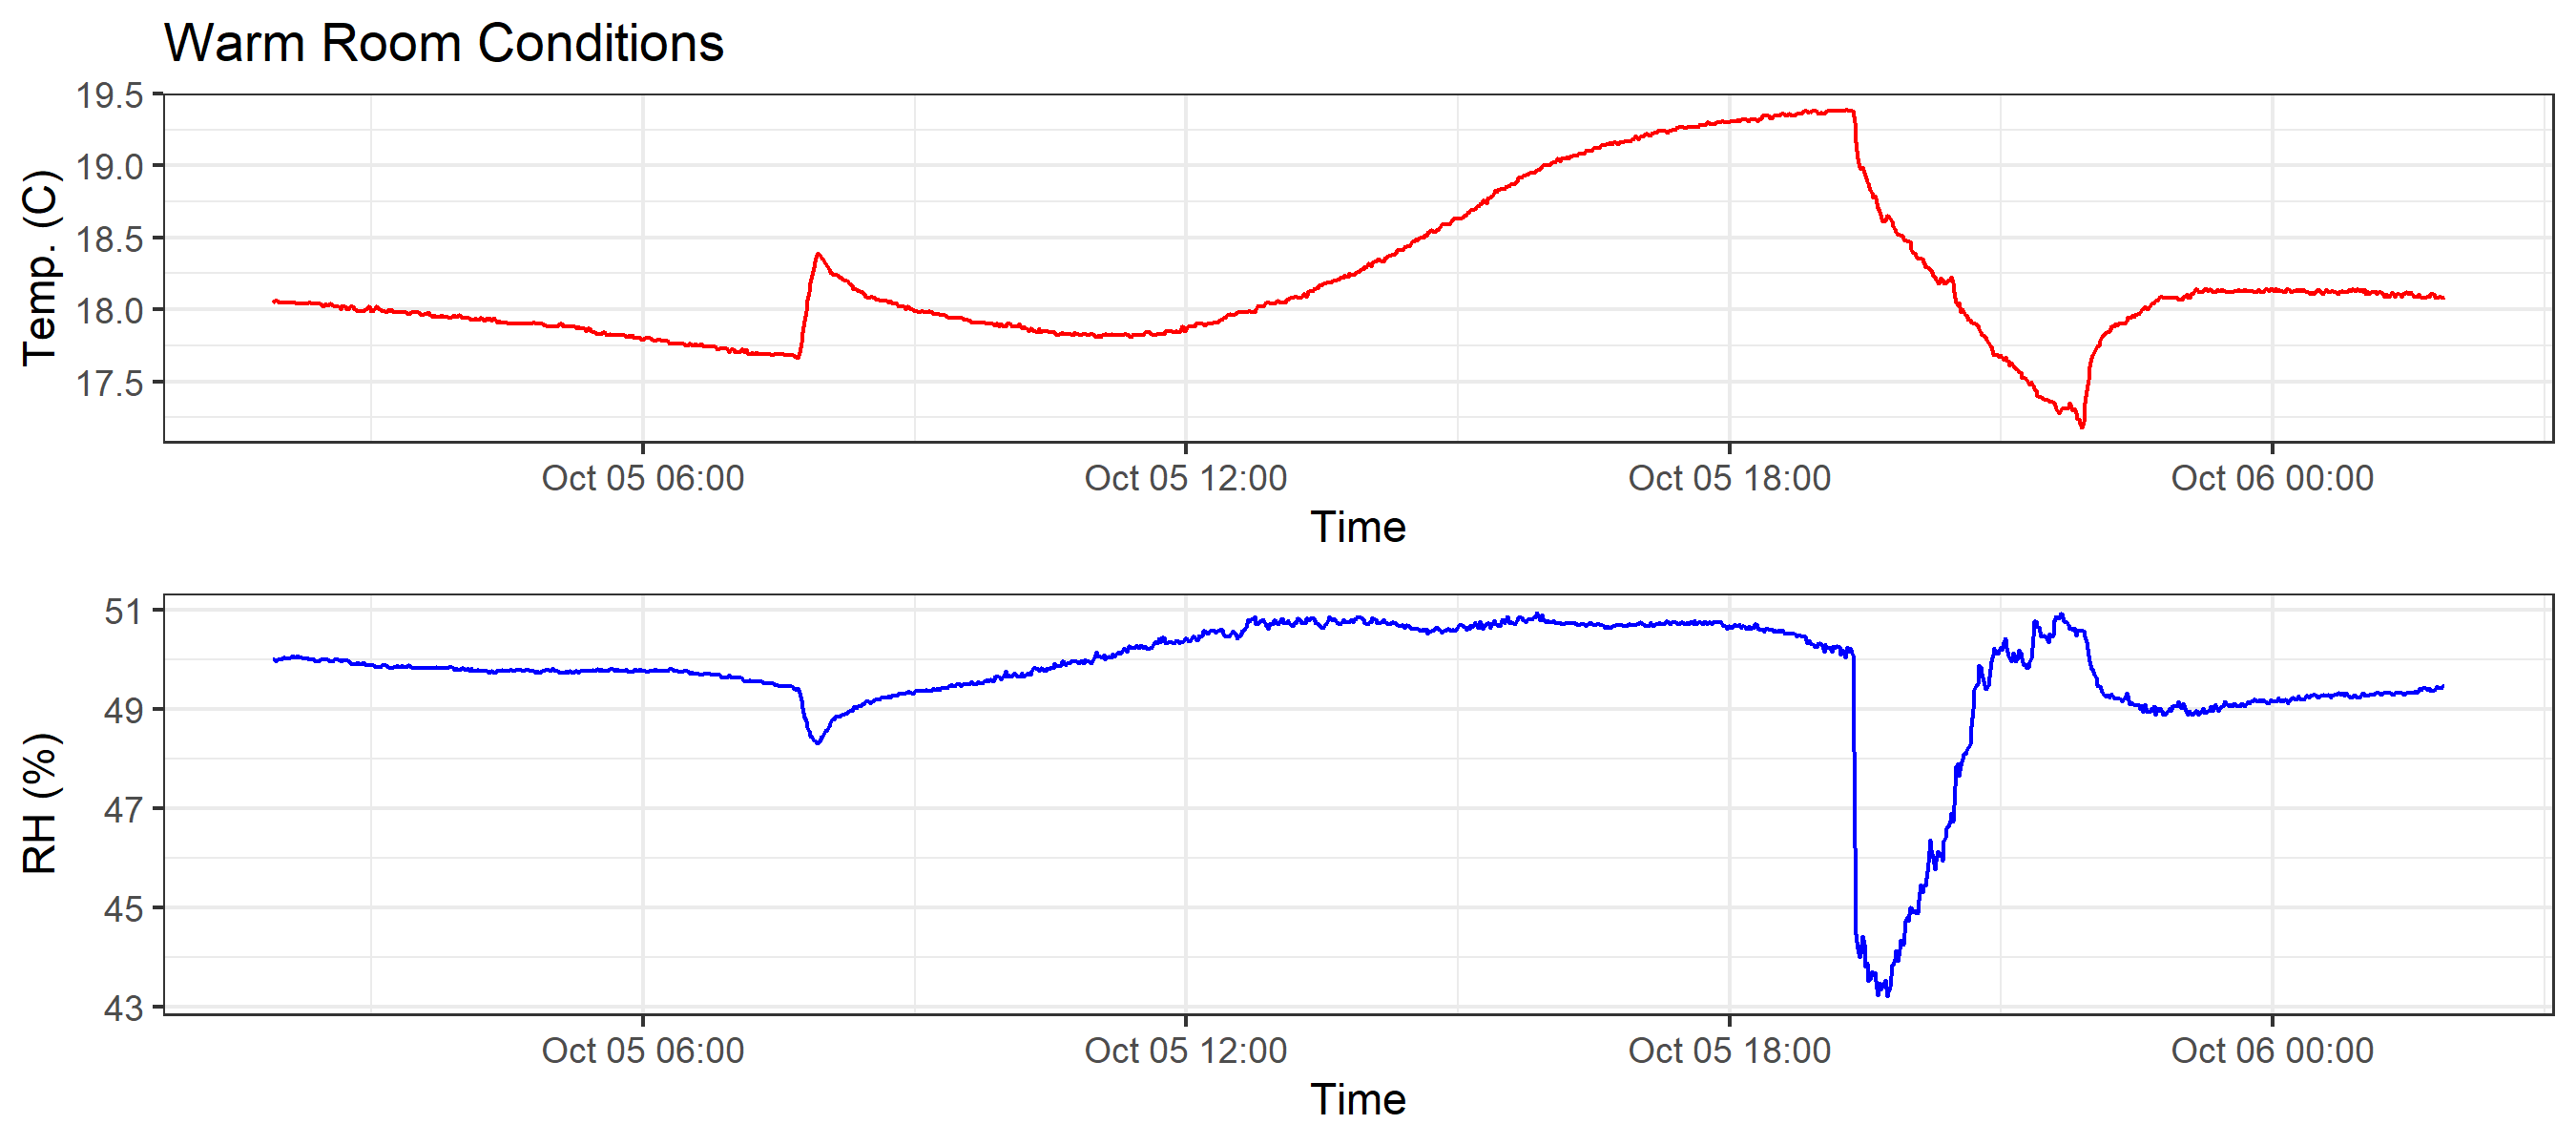 Warm Room Conditions
19.5
19.0
18.5
18.0
17.5
Temp. (C)
Oct 05 06:00 Oct 05 12:00 Oct 05 18:00 Oct 06 00:00
Time
51
49
47
45
43
RH (%)
Oct 05 06:00 Oct 05 12:00 Oct 05 18:00 Oct 06 00:00
Time